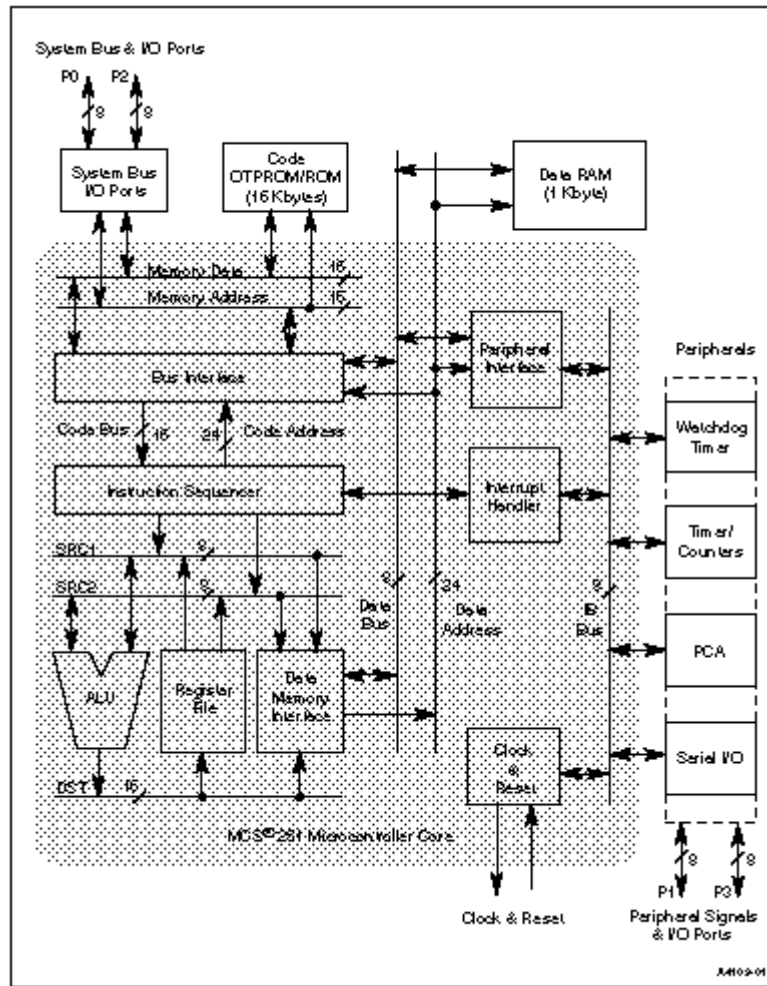 System Bus & I/O Ports
P0
P2
8
8
System Bus
I/O Ports
Code
OTPROM/ROM
(16 Kbytes)
Data RAM
(1 Kbyte)
Memory Data
16
Memory Address
16
Bus Interface
Peripheral
Interface
Peripherals
Code Bus
16
24
Code Address
Watchdog
Timer
Instruction Sequencer
Interrupt
Handler
Timer/
Counters
SRC1
8
SRC2
8
8
Data
Bus
24
Data
Address
8
IB
Bus
ALU
Register
File
Data
Memory
Interface
PCA
Clock
&
Reset
Serial I/O
DST
16
MCS® 251 Microcontroller Core
8
8
P1
P3
Clock & Reset
Peripheral Signals
& I/O Ports
A4109-01